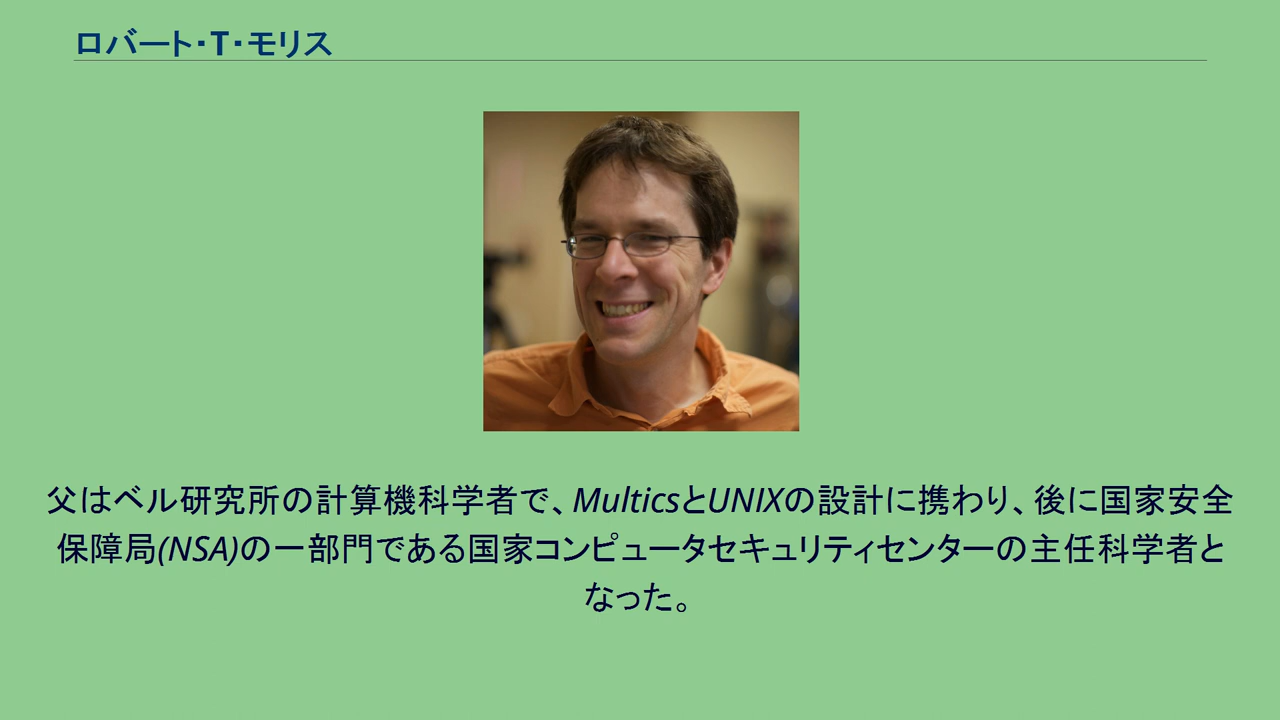 ロバート・T・モリス
父はベル研究所の計算機科学者で、MulticsとUNIXの設計に携わり、後に国家安全
保障局(NSA)の一部門である国家コンピュータセキュリティセンターの主任科学者と
なった。